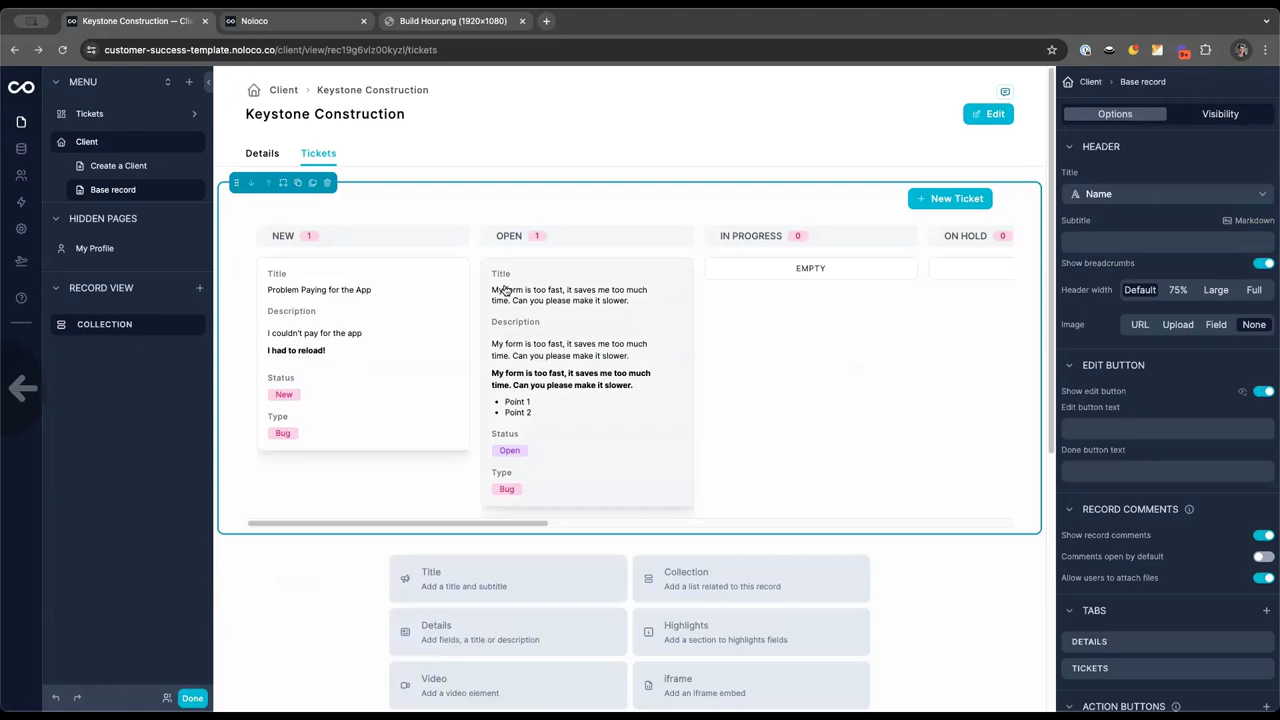 Keystone Construction — Clie
Noloco
Build Hour.png (1920×1080)
customer-success-template.noloco.co/client/view/rec19g6vlz00kyzl/tickets
9+
MENU
Tickets
Client
Create a Client
Base record
HIDDEN PAGES
My Profile
RECORD VIEW
COLLECTION
Done
Client
Keystone Construction
Keystone Construction
Edit
Details
Tickets
New Ticket
NEW 1
Title
Problem Paying for the App
Description
I couldn't pay for the app
I had to reload!
Status
New
Type
Bug
OPEN 1
Title
My form is too fast, it saves me too much
time. Can you please make it slower.
Description
My form is too fast, it saves me too much
time. Can you please make it slower.
My form is too fast, it saves me too much
time. Can you please make it slower.
Point 1
Point 2
Status
Open
Type
Bug
IN PROGRESS 0
EMPTY
ON HOLD 0
Title
Add a title and subtitle
Collection
Add a list related to this record
Details
Add fields, a title or description
Highlights
Add a section to highlights fields
Video
Add a video element
iframe
Add an iframe embed
Client
Base record
Options
Visibility
HEADER
Title
Name
Subtitle
Markdown
Show breadcrumbs
Header width
Default
75%
Large
Full
Image
URL
Upload
Field
None
EDIT BUTTON
Show edit button
Edit button text
Done button text
RECORD COMMENTS
Show record comments
Comments open by default
Allow users to attach files
TABS
DETAILS
TICKETS
ACTION BUTTONS